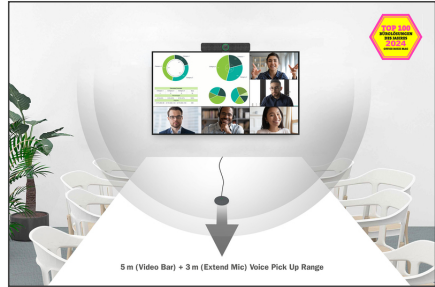 TOP 100
BÜROLÖSUNGEN
DES JAHRES
2024
5 m (Video Bar) + 3 m (Extend Mic) Voice Pick Up Range